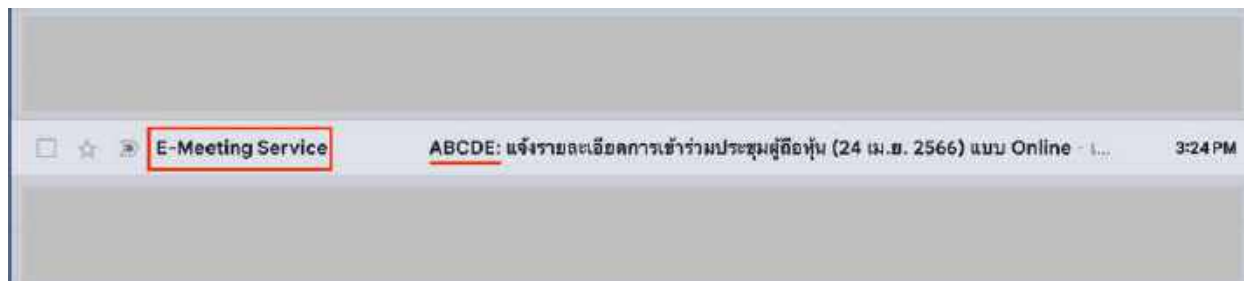 E-Meeting Service ABCDE: แจ้งรายละเอียดการเข้าร่วมประชุมผู้ถือหุ้น (24 เม.ย. 2566) แบบ Online - เ... 3:24 PM